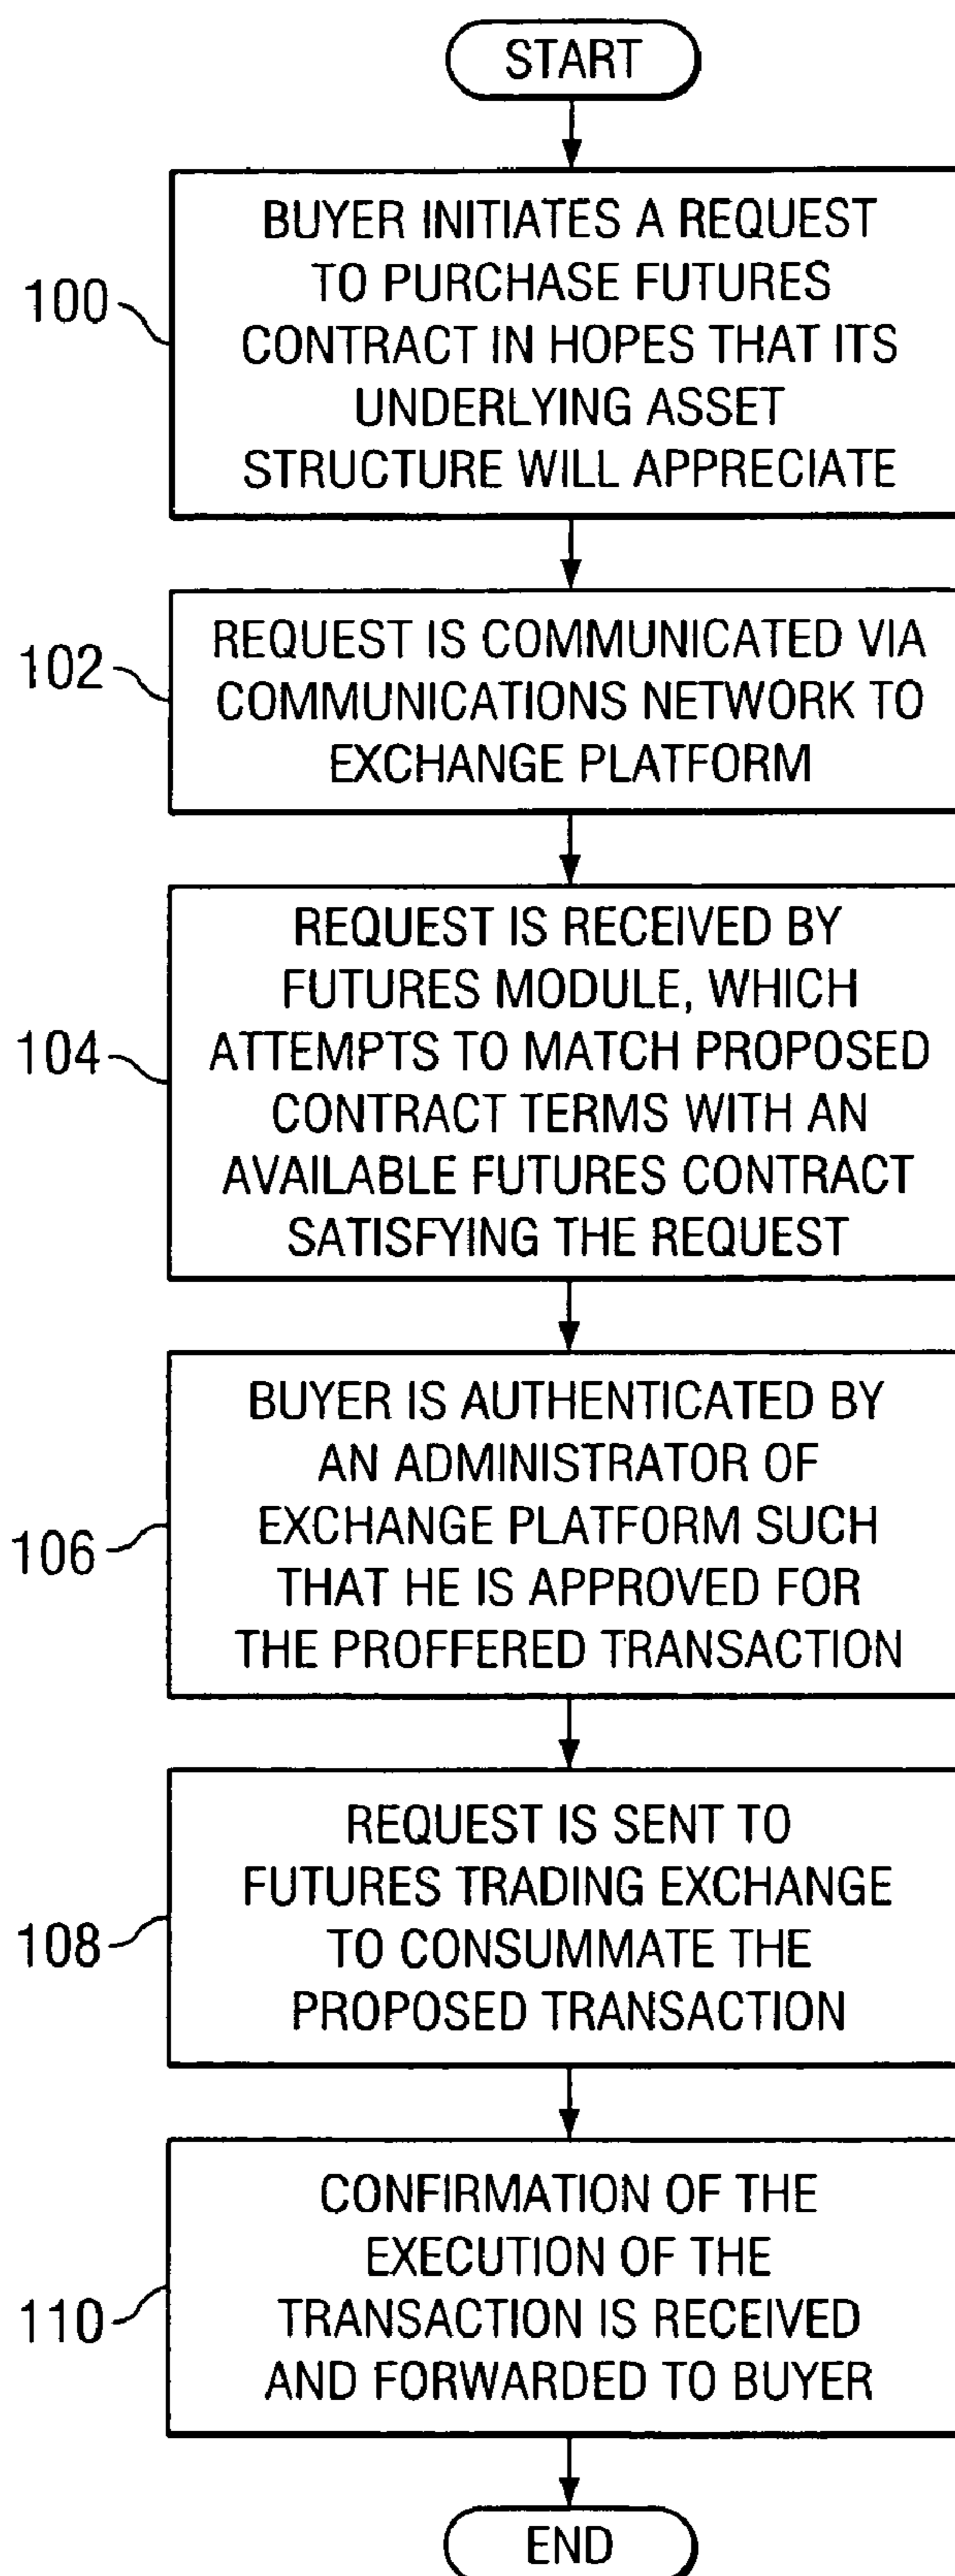 START
100
BUYER INITIATES A REQUEST
TO PURCHASE FUTURES
CONTRACT IN HOPES THAT ITS
UNDERLYING ASSET
STRUCTURE WILL APPRECIATE
102
REQUEST IS COMMUNICATED VIA
COMMUNICATIONS NETWORK TO
EXCHANGE PLATFORM
104
REQUEST IS RECEIVED BY
FUTURES MODULE, WHICH
ATTEMPTS TO MATCH PROPOSED
CONTRACT TERMS WITH AN
AVAILABLE FUTURES CONTRACT
SATISFYING THE REQUEST
106
BUYER IS AUTHENTICATED BY
AN ADMINISTRATOR OF
EXCHANGE PLATFORM SUCH
THAT HE IS APPROVED FOR
THE PROFFERED TRANSACTION
108
REQUEST IS SENT TO
FUTURES TRADING EXCHANGE
TO CONSUMMATE THE
PROPOSED TRANSACTION
110
CONFIRMATION OF THE
EXECUTION OF THE
TRANSACTION IS RECEIVED
AND FORWARDED TO BUYER
END